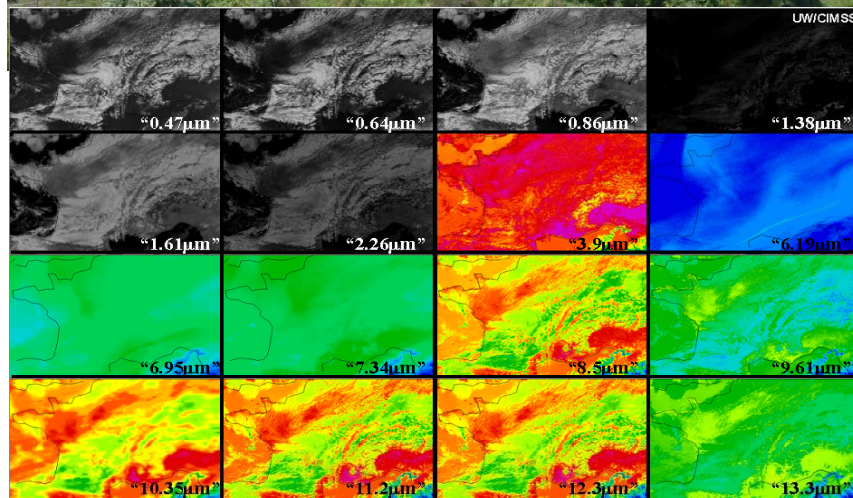 UW/CIMSS
“0.47µm”
“0.64µm”
“0.86µm”
“1.38µm”
“1.61µm”
“2.26µm”
“3.9µm”
“6.19µm”
“6.95µm”
“7.34µm”
“8.5µm”
“9.61µm”
“10.35µm”
“11.2µm”
“12.3µm”
“13.3µm”